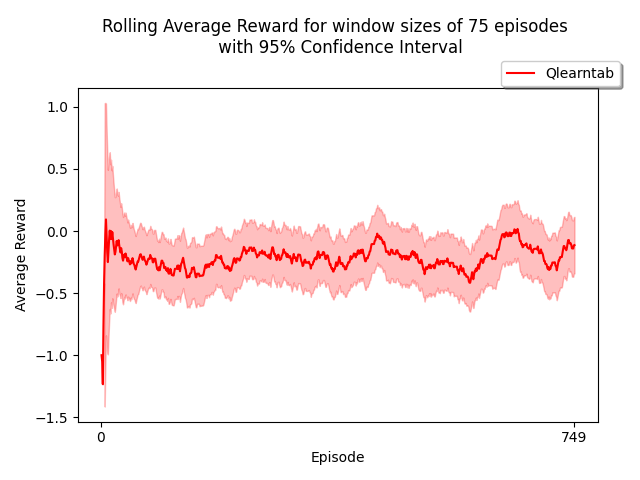 Rolling Average Reward for window sizes of 75 episodes
with 95% Confidence Interval
Qlearntab
1.0
0.5
0.0
−0.5
−1.0
−1.5
Average Reward
0
749
Episode